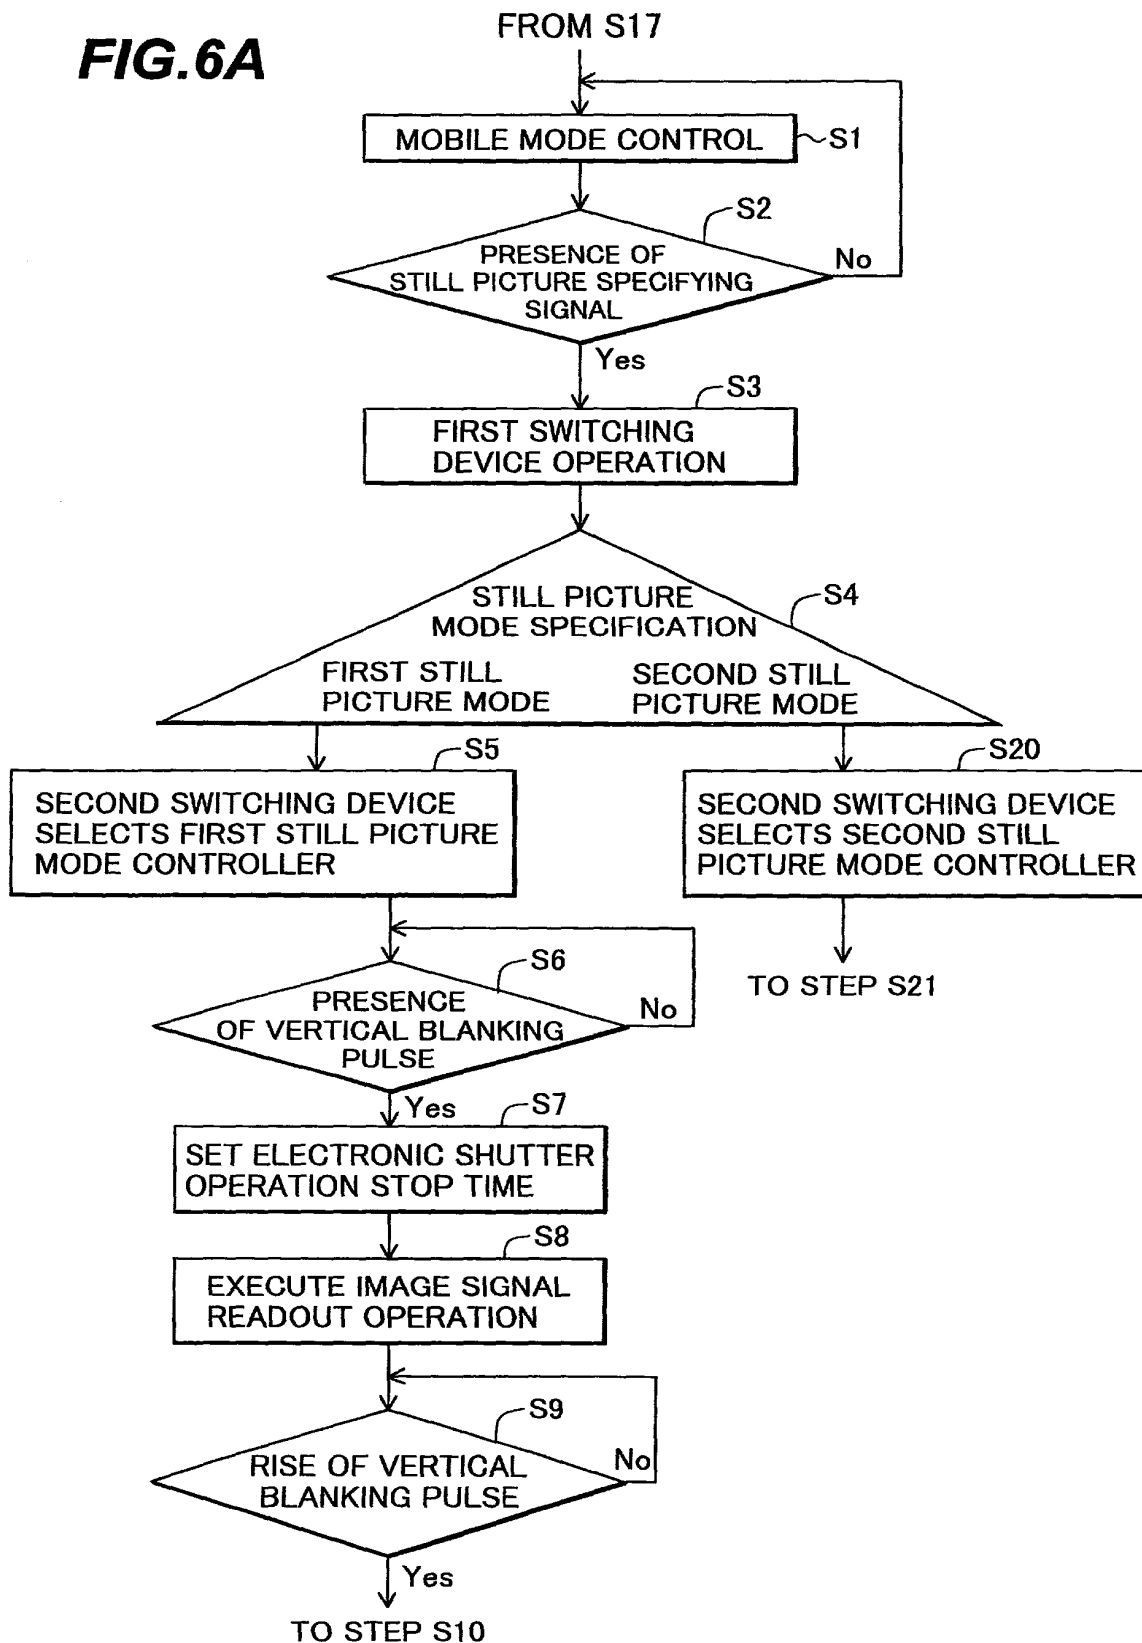 FIG.6A
FROM S17
MOBILE MODE CONTROL
S1
S2
PRESENCE OF
STILL PICTURE SPECIFYING
SIGNAL
No
Yes
S3
FIRST SWITCHING
DEVICE OPERATION
S4
STILL PICTURE
MODE SPECIFICATION
FIRST STILL
PICTURE MODE
SECOND STILL
PICTURE MODE
S5
SECOND SWITCHING DEVICE
SELECTS FIRST STILL PICTURE
MODE CONTROLLER
S20
SECOND SWITCHING DEVICE
SELECTS SECOND STILL
PICTURE MODE CONTROLLER
TO STEP S21
S6
PRESENCE
OF VERTICAL BLANKING
PULSE
No
Yes
S7
SET ELECTRONIC SHUTTER
OPERATION STOP TIME
S8
EXECUTE IMAGE SIGNAL
READOUT OPERATION
S9
RISE OF VERTICAL
BLANKING PULSE
No
Yes
TO STEP S10